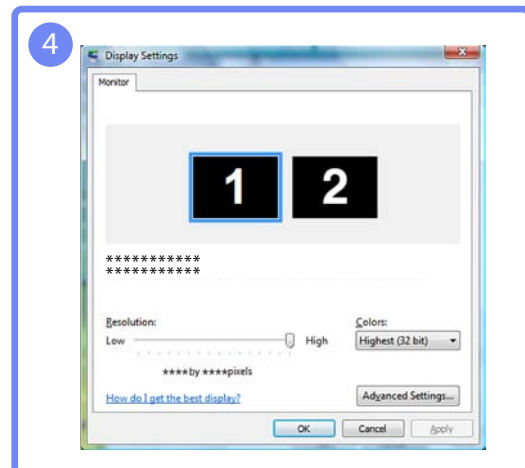 4
Display Settings
Monitor
1 2
***********
***********
Resolution: Colors:
Low High Highest (32 bit)
****by ****pixels
How do I get the best display? Advanced Settings...
OK Cancel Apply